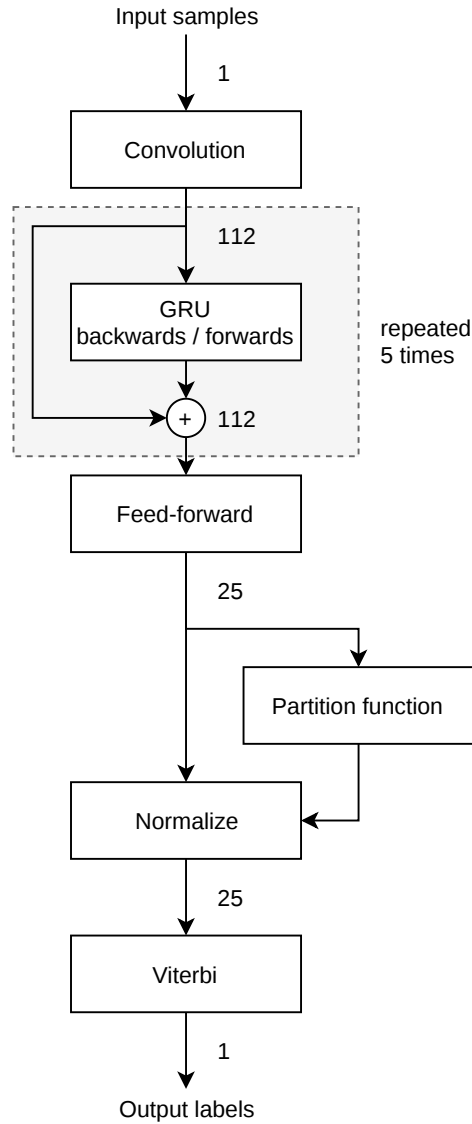 Input samples
1
Convolution
112
GRU
backwards / forwards
repeated
5 times
+
112
Feed-forward
25
Partition function
Normalize
25
Viterbi
1
Output labels